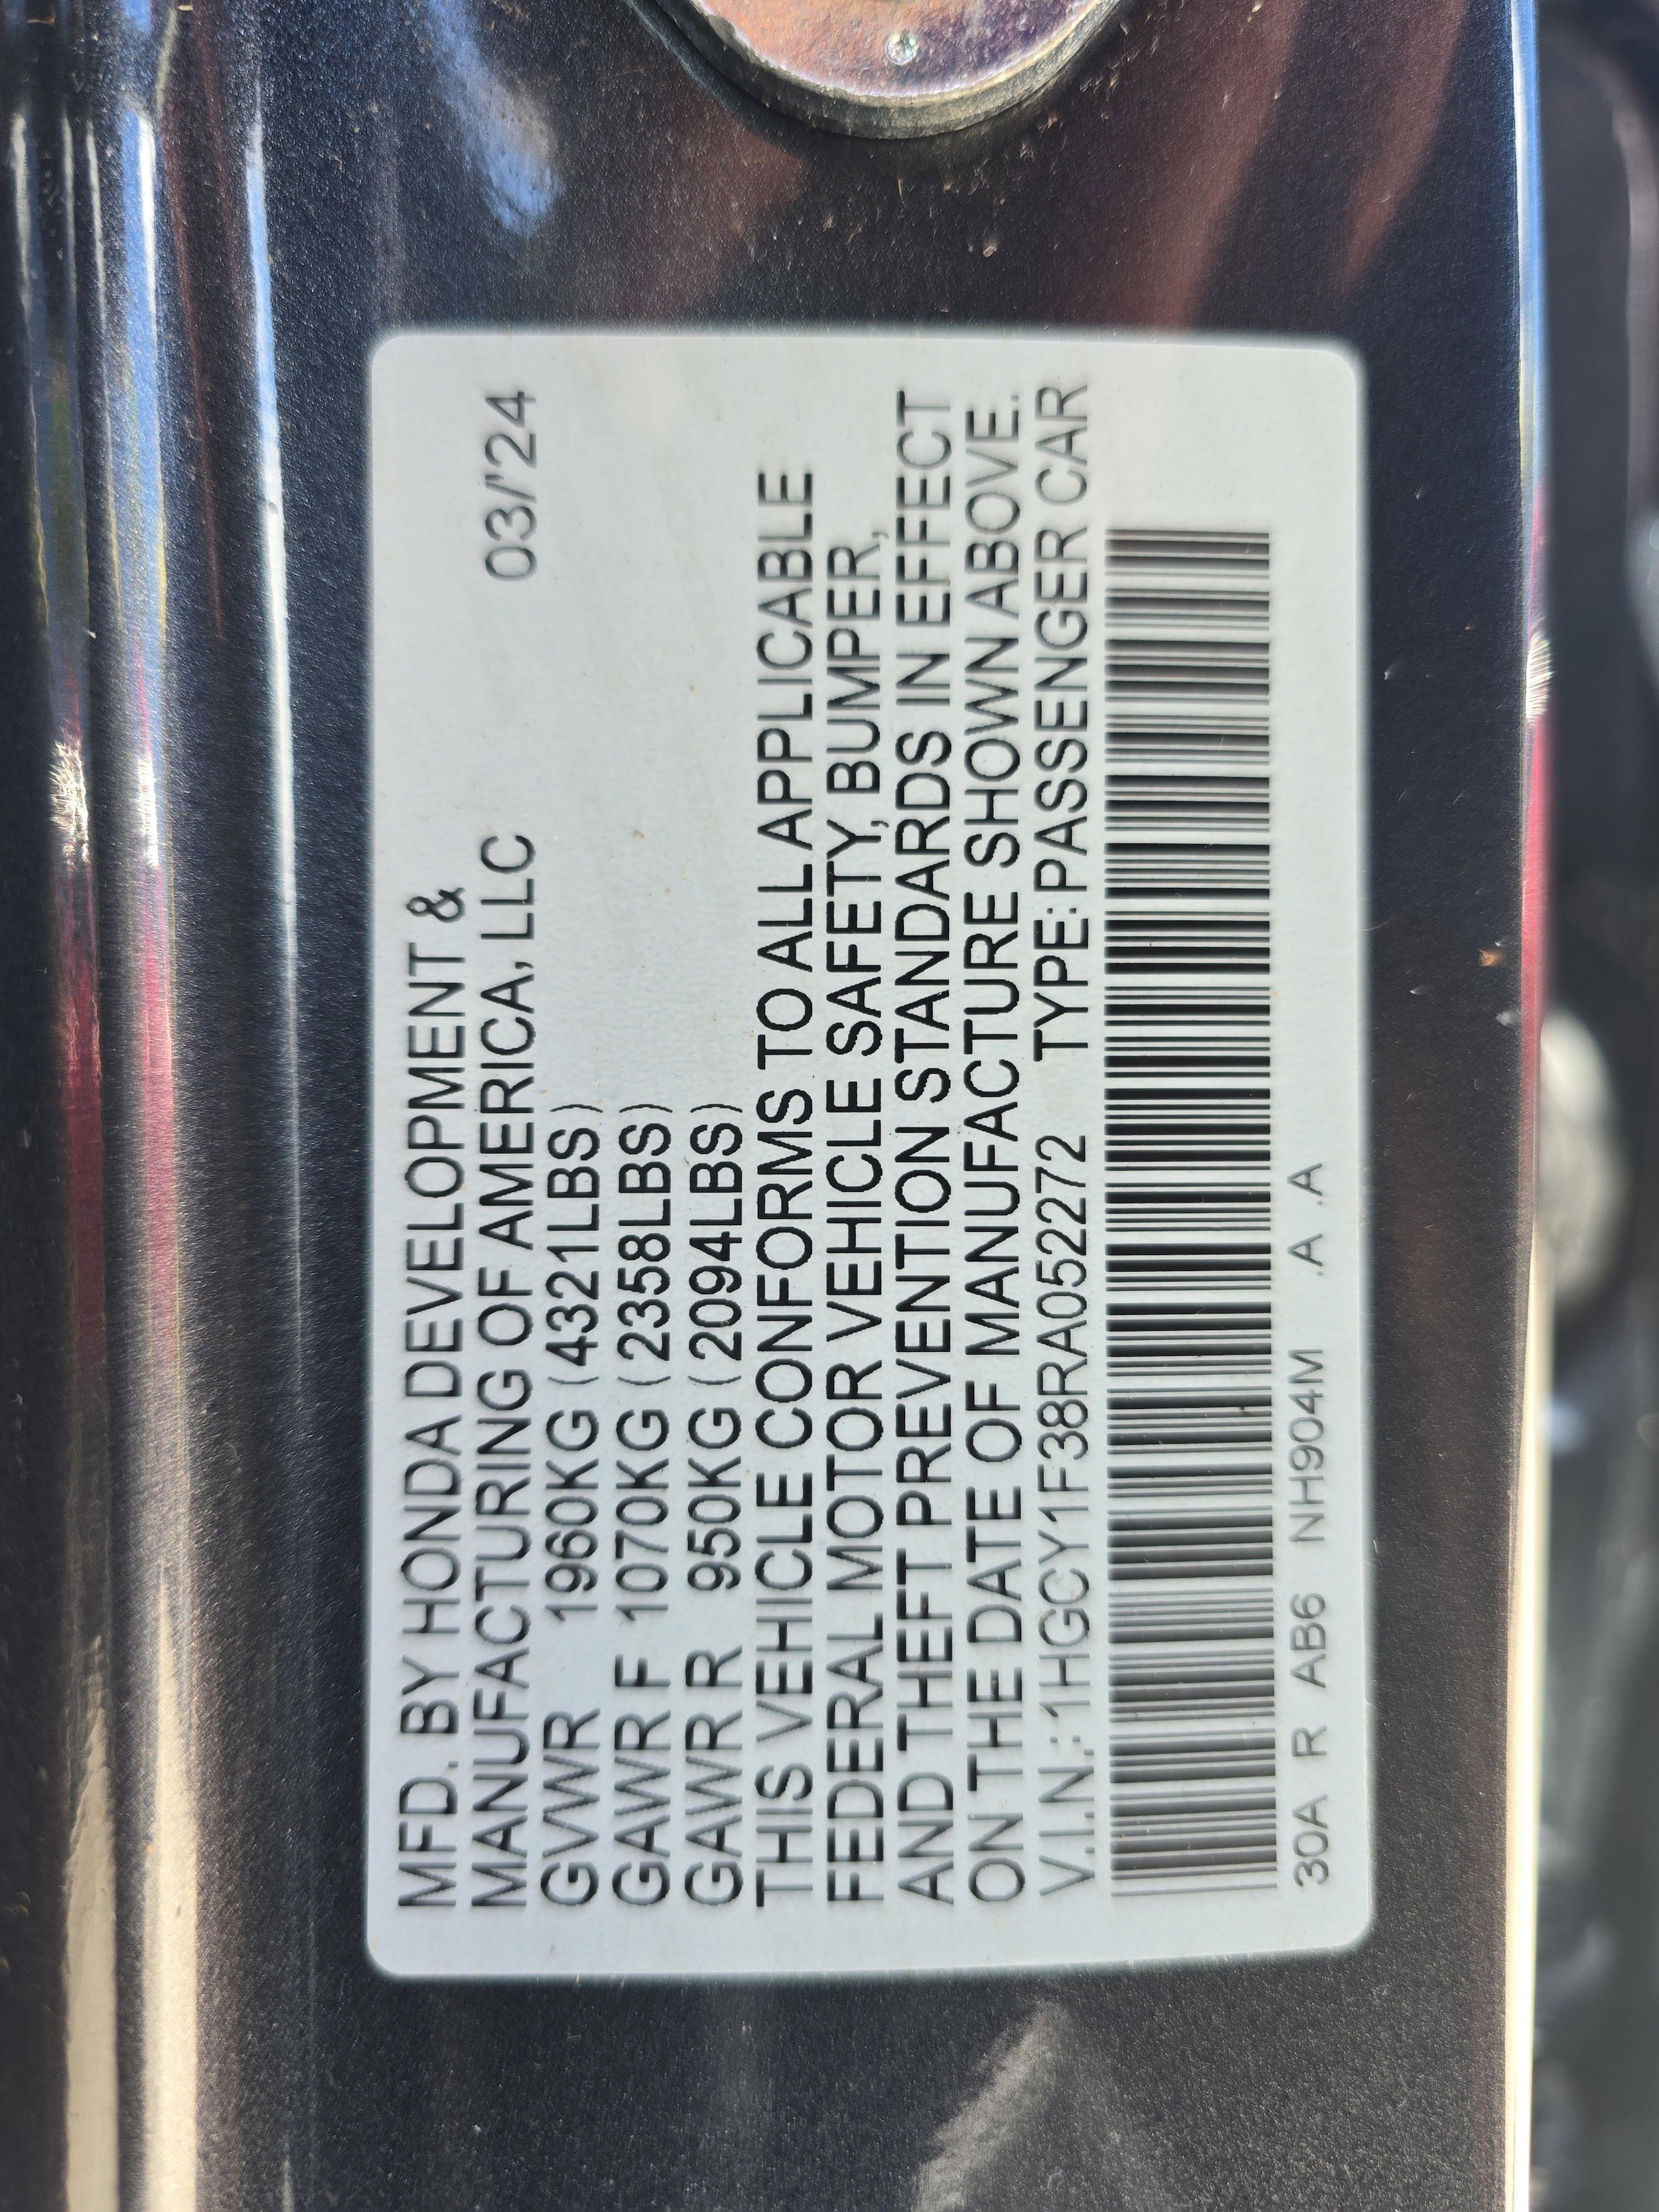 MFD. BY HONDA DEVELOPMENT &
MANUFACTURING OF AMERICA, LLC 03/'24
GVWR 1960KG (4321LBS)
GAWR F 1070KG (2358LBS)
GAWR R 950KG (2094LBS)
THIS VEHICLE CONFORMS TO ALL APPLICABLE
FEDERAL MOTOR VEHICLE SAFETY, BUMPER,
AND THEFT PREVENTION STANDARDS IN EFFECT
ON THE DATE OF MANUFACTURE SHOWN ABOVE.
V.I.N.: 1HGCY1F38RA052272 TYPE: PASSENGER CAR
30A R AB6 NH904M .A .A